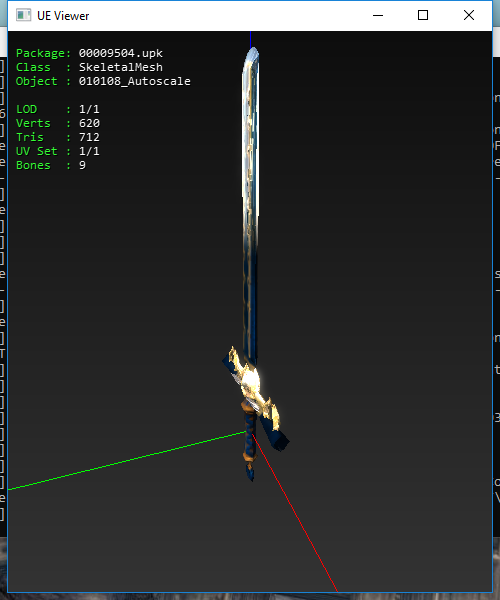 UE Viewer
Package: 00009504.upk
Class : SkeletalMesh
Object : 010108_Autoscale
LOD : 1/1
Verts : 620
Tris : 712
UV Set : 1/1
Bones : 9